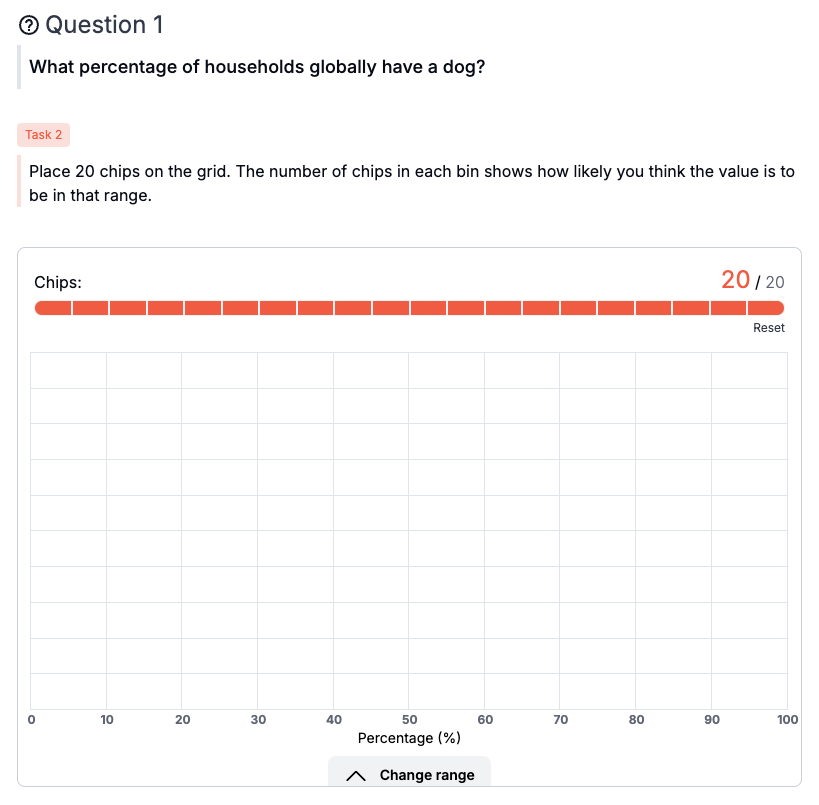 Question 1
What percentage of households globally have a dog?
Task 2
Place 20 chips on the grid. The number of chips in each bin shows how likely you think the value is to
be in that range.
Chips: 20 / 20
Reset
0 10 20 30 40 50 60 70 80 90 100
Percentage (%)
Change range